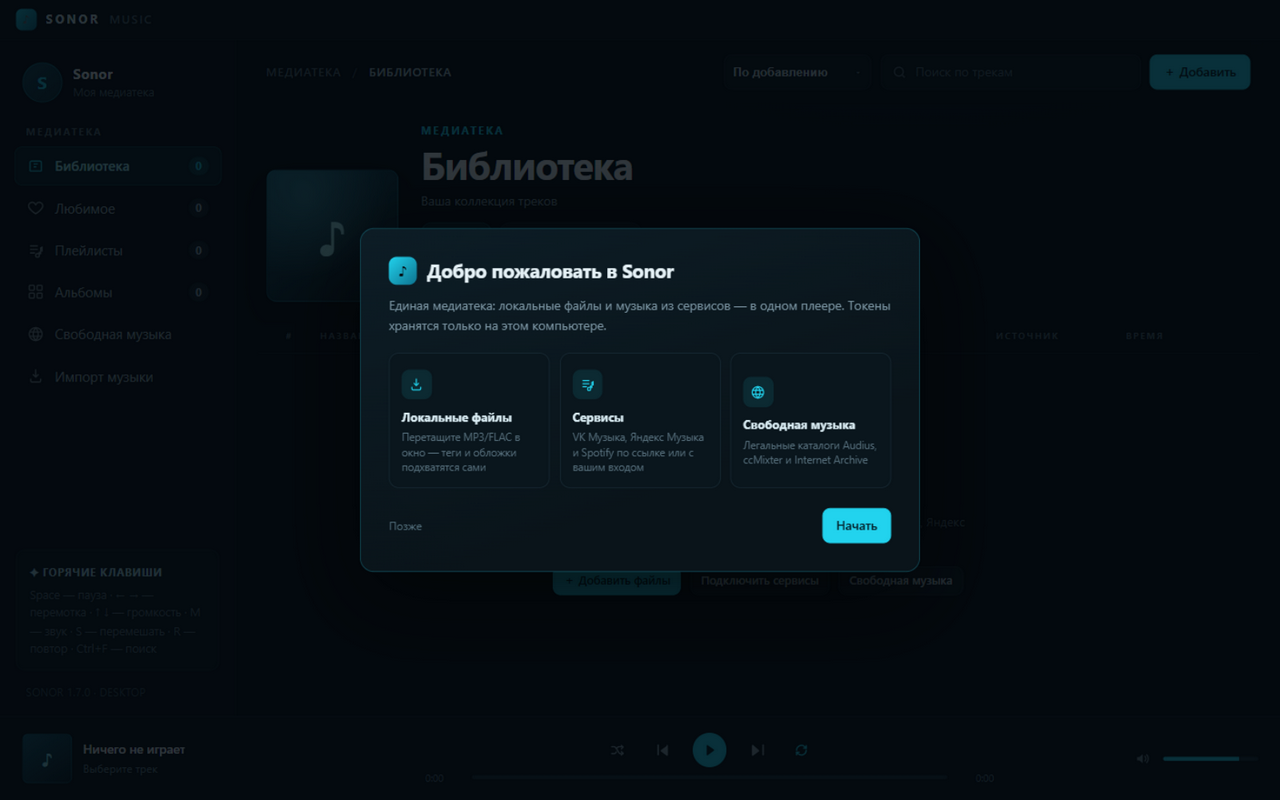 SONOR MUSIC
Sonor
Моя медиатека
МЕДИАТЕКА / БИБЛИОТЕКА
По добавлению
Поиск по трекам
+ Добавить
МЕДИАТЕКА
Библиотека 0
Любимое 0
Плейлисты 0
Альбомы 0
Свободная музыка
Импорт музыки
МЕДИАТЕКА
Библиотека
Ваша коллекция треков
# ИСТОЧНИК ВРЕМЯ
Добро пожаловать в Sonor
Единая медиатека: локальные файлы и музыка из сервисов — в одном плеере. Токены
хранятся только на этом компьютере.
Локальные файлы
Перетащите MP3/FLAC в
окно — теги и обложки
подхватятся сами
Сервисы
VK Музыка, Яндекс Музыка
и Spotify по ссылке или с
вашим входом
Свободная музыка
Легальные каталоги Audius,
ccMixter и Internet Archive
Позже
Начать
Яндекс
+ Добавить файлы
Подключить сервисы
Свободная музыка
✦ ГОРЯЧИЕ КЛАВИШИ
Space — пауза · ← → —
перемотка · ↑ ↓ — громкость · M
— звук · S — перемешать · R —
повтор · Ctrl+F — поиск
SONOR 1.7.0 · DESKTOP
Ничего не играет
Выберите трек
0:00
0:00